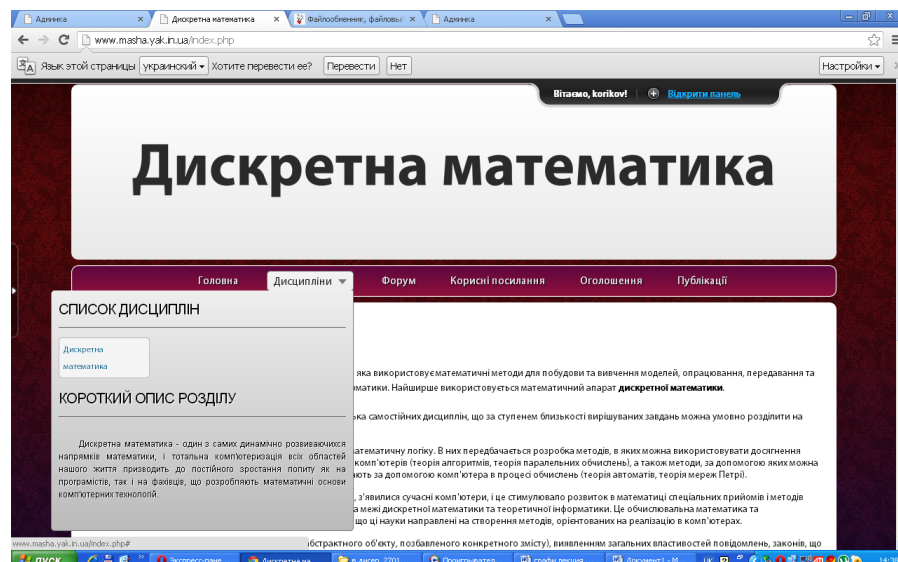 Админка
Дискретна математика
Файлообменник, файловы
Админка
www.masha.yak.in.ua/index.php
Язык этой страницы украинский Хотите перевести ее? Перевести Нет Настройки
Вітаємо, korikov! Відкрити панель
Дискретна математика
Головна Дисципліни Форум Корисні посилання Оголошення Публікації
СПИСОК ДИСЦИПЛІН
Дискретна
математика
КОРОТКИЙ ОПИС РОЗДІЛУ
Дискретна математика - один з самих динамічно розвиваючихся
напрямків математики, і тотальна комп'ютеризація всіх областей
нашого життя призводить до постійного зростання попиту як на
програмістів, так і на фахівців, що розробляють математичні основи
комп'ютерних технологій.
яка використовує математичні методи для побудови та вивчення моделей, опрацювання, передавання та
матики. Найширше використовується математичний апарат дискретної математики.
ка самостійних дисциплін, що за ступенем близькості вирішуваних завдань можна умовно розділити на
атематичну логіку. В них передбачається розробка методів, в яких можна використовувати досягнення
комп'ютерів (теорія алгоритмів, теорія паралельних обчислень), а також методи, за допомогою яких можна
ають за допомогою комп'ютера в процесі обчислень (теорія автоматів, теорія мереж Петрі).
, з'явилися сучасні комп'ютери, і це стимулювало розвиток в математиці спеціальних прийомів і методів
а межі дискретної математики та теоретичної інформатики. Це обчислювальна математика та
що ці науки направлені на створення методів, орієнтованих на реалізацію в комп'ютерах.
бстрактного об'єкту, позбавленого конкретного змісту), виявленням загальних властивостей повідомлень, законів, що
www.masha.yak.in.ua/index.php#
пуск Экспресс-пане Дискретна ма Проигрывател графи лекция Документ1 - М UK 14:38